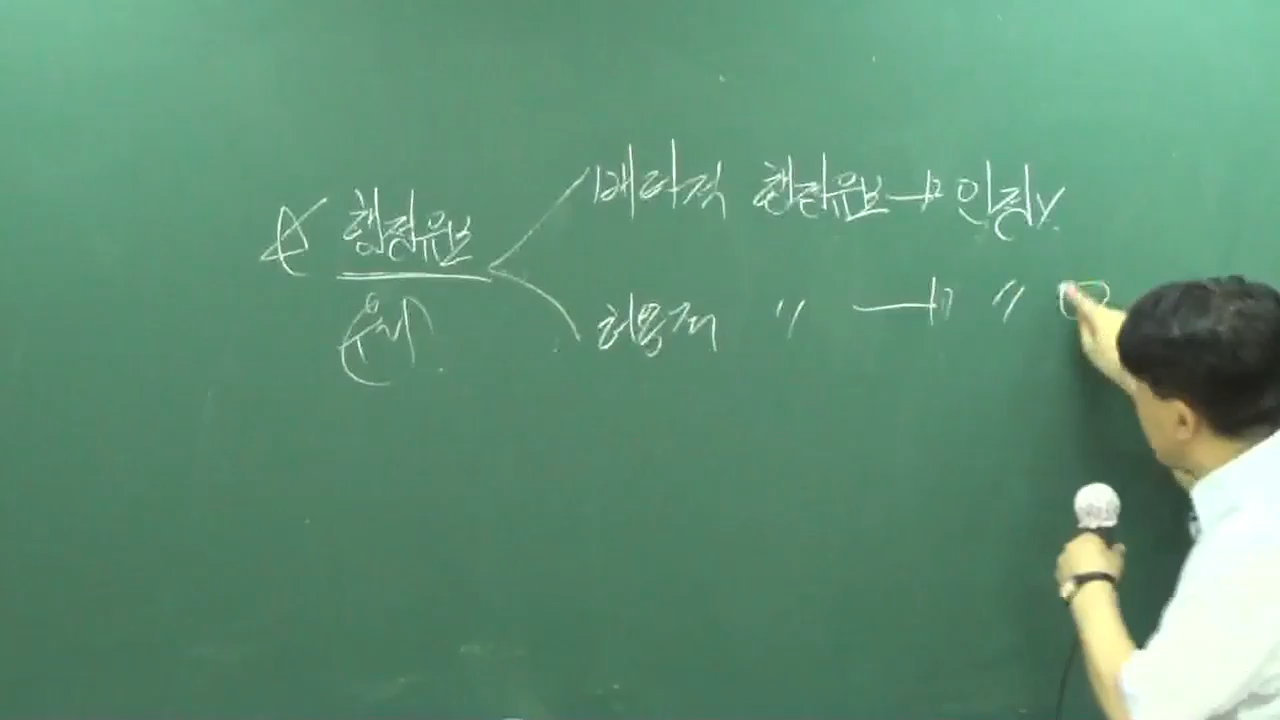 ☆ 행정유보 배타적 행정유보 → 인정X
허용적 〃 → 〃 O